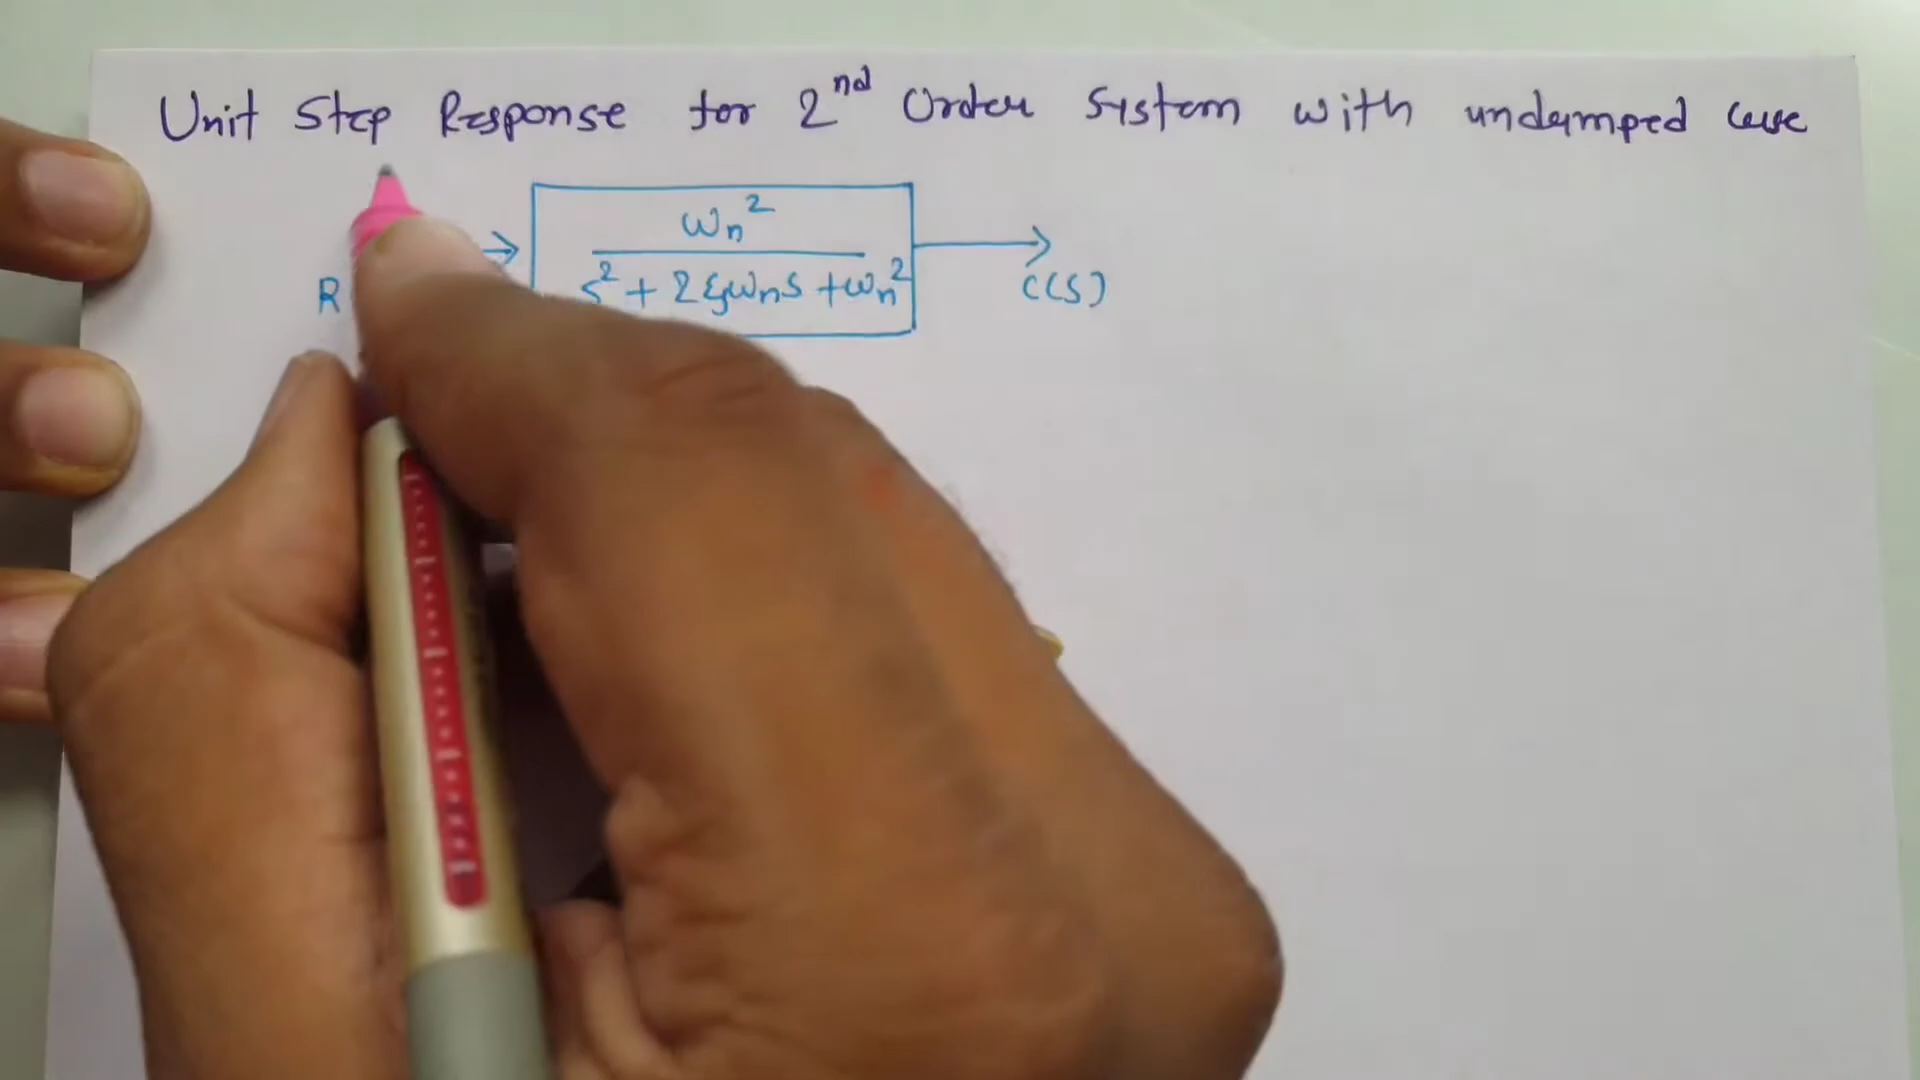 Unit Step Response for 2nd Order System with undamped case
ωn²
R
s² + 2ξωns + ωn²
C(S)